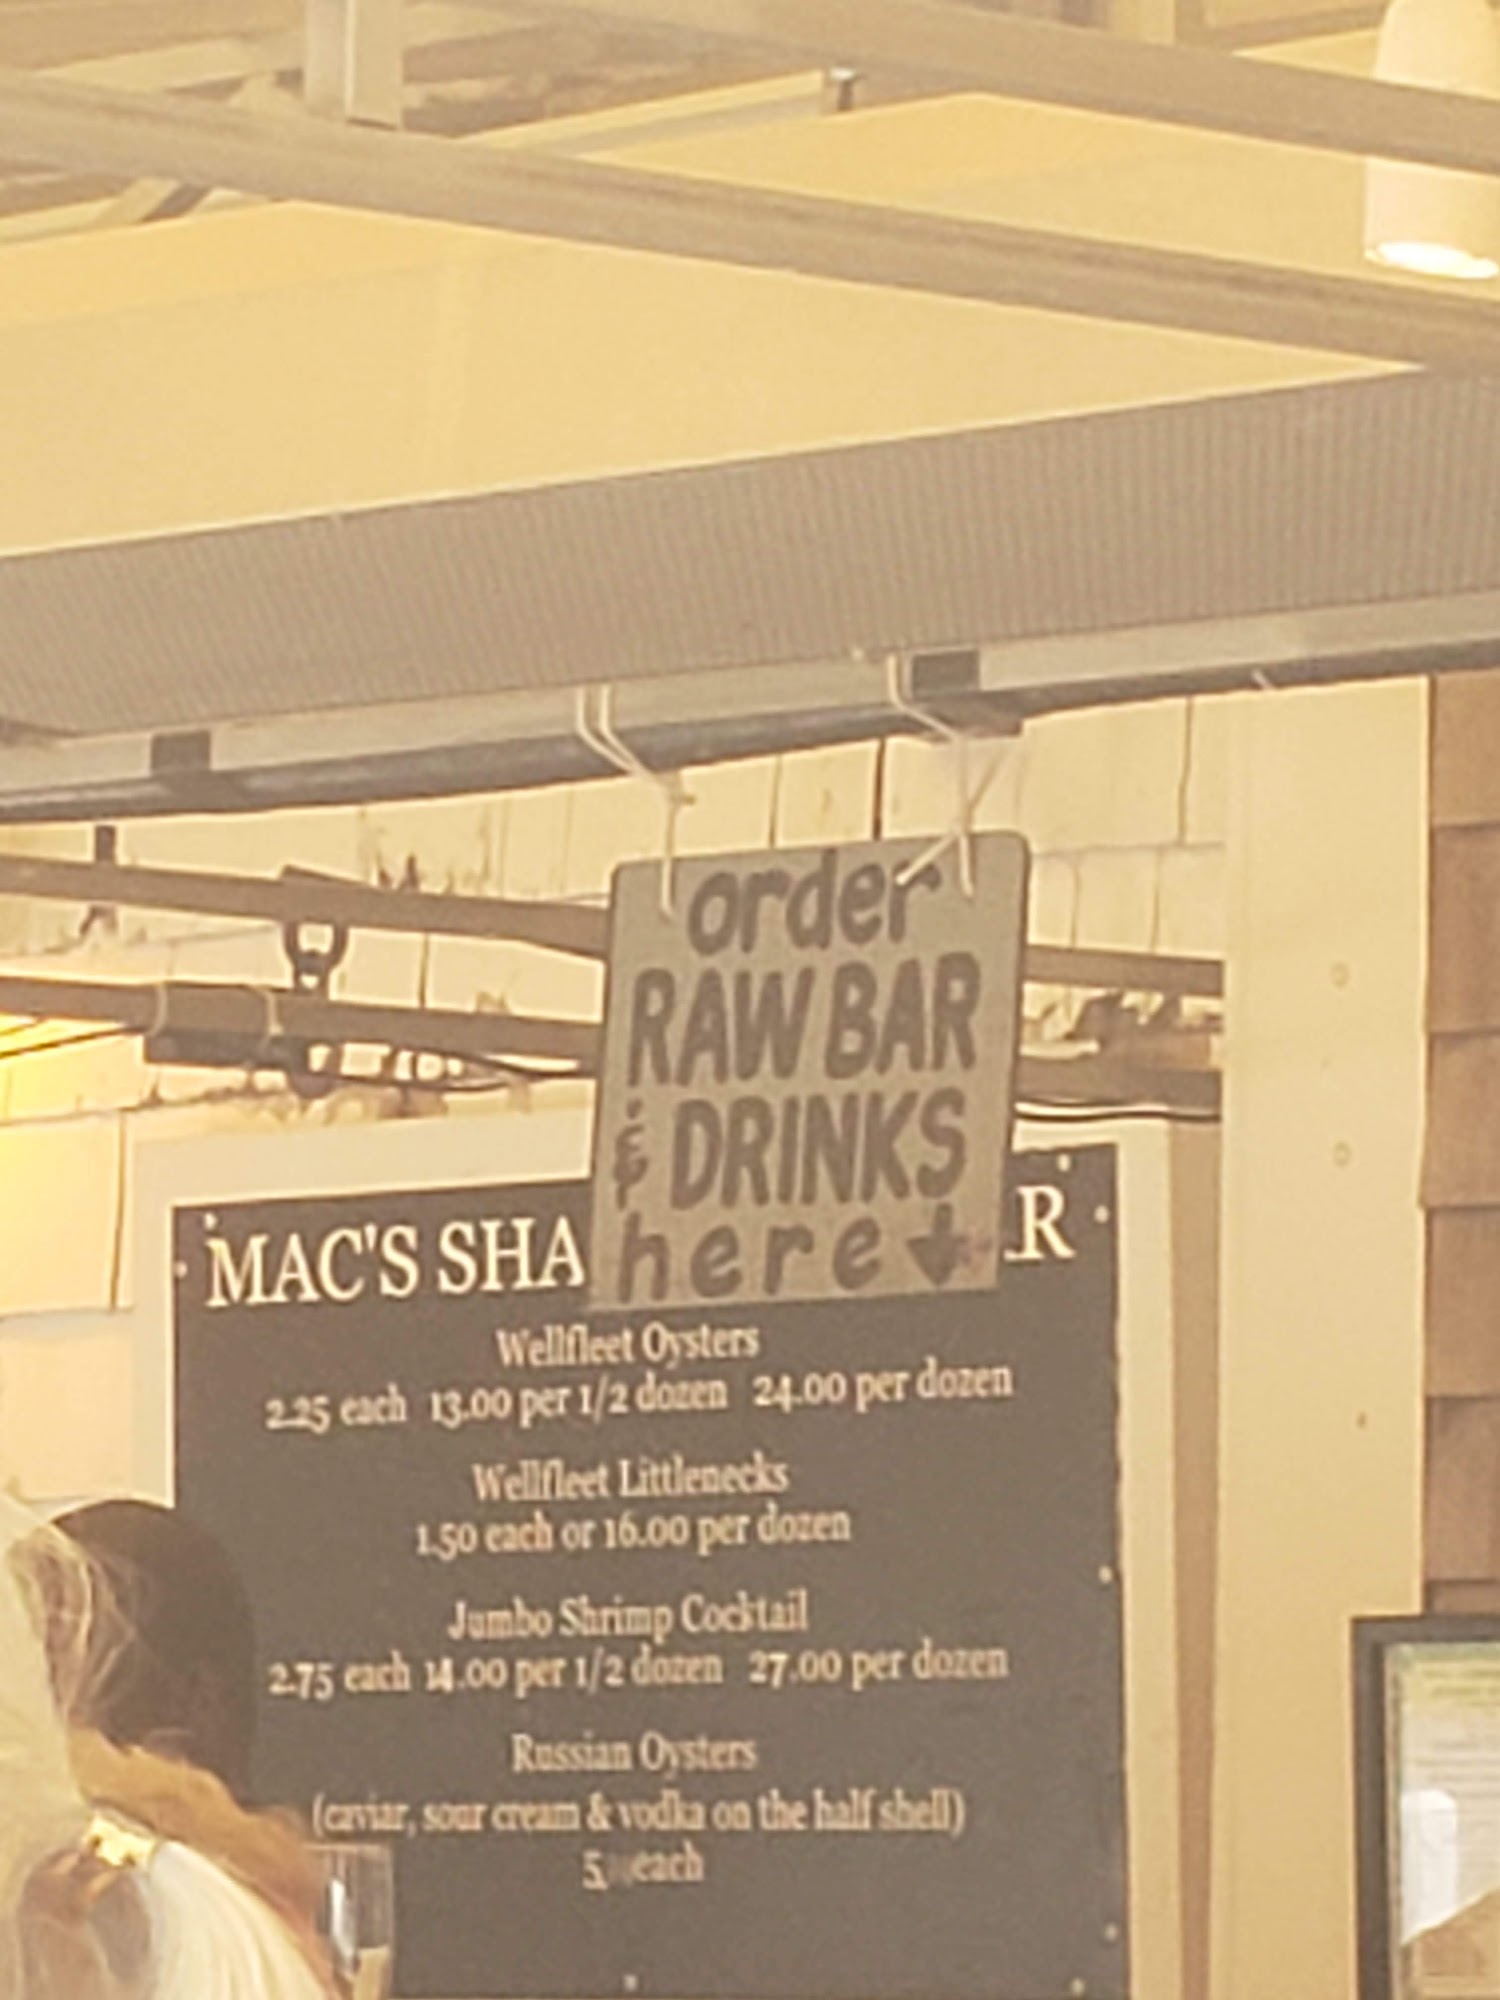 order
RAW BAR
& DRINKS
here
MAC'S SHA
AR
Wellfleet Oysters
2.25 each 13.00 per 1/2 dozen 24.00 per dozen
Wellfleet Littlenecks
1.50 each or 16.00 per dozen
Jumbo Shrimp Cocktail
2.75 each 14.00 per 1/2 dozen 27.00 per dozen
Russian Oysters
(caviar, sour cream & vodka on the half shell)
each